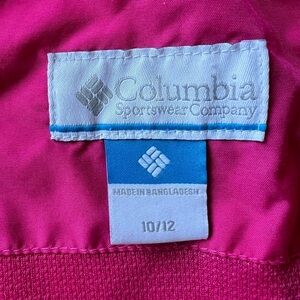 Columbia
Sportswear Company
MADE IN BANGLADESH
10/12